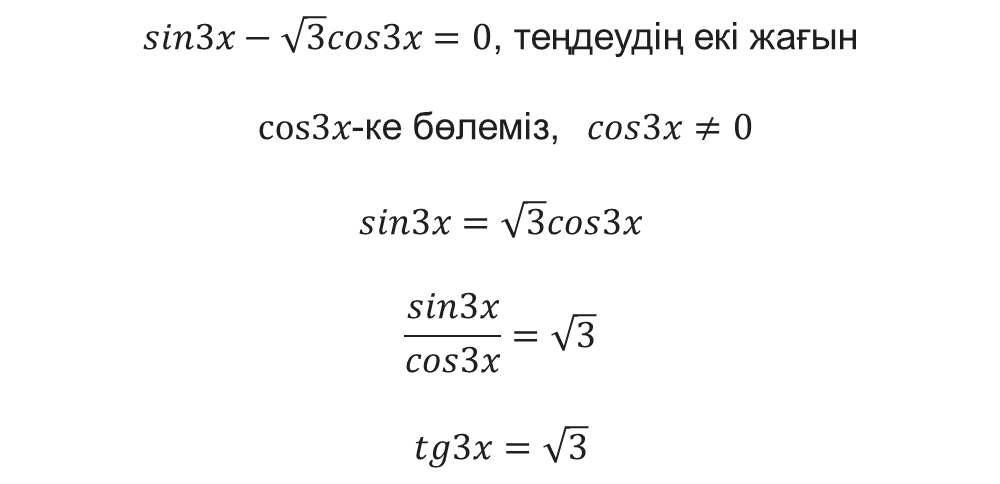 sin3x − √3cos3x = 0, теңдеудің екі жағын
cos3x-ке бөлеміз, cos3x ≠ 0
sin3x = √3cos3x
sin3x
cos3x = √3
tg3x = √3